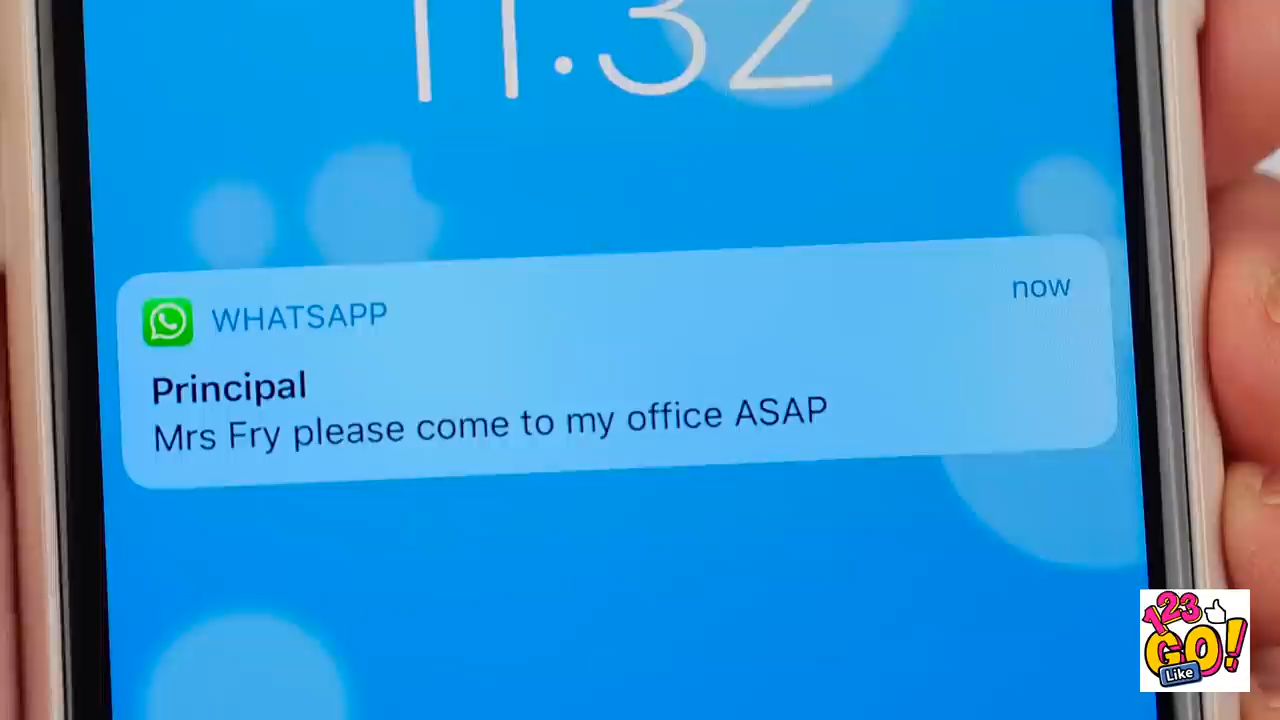 11:32
WHATSAPP
now
Principal
Mrs Fry please come to my office ASAP
123
GO!
Like